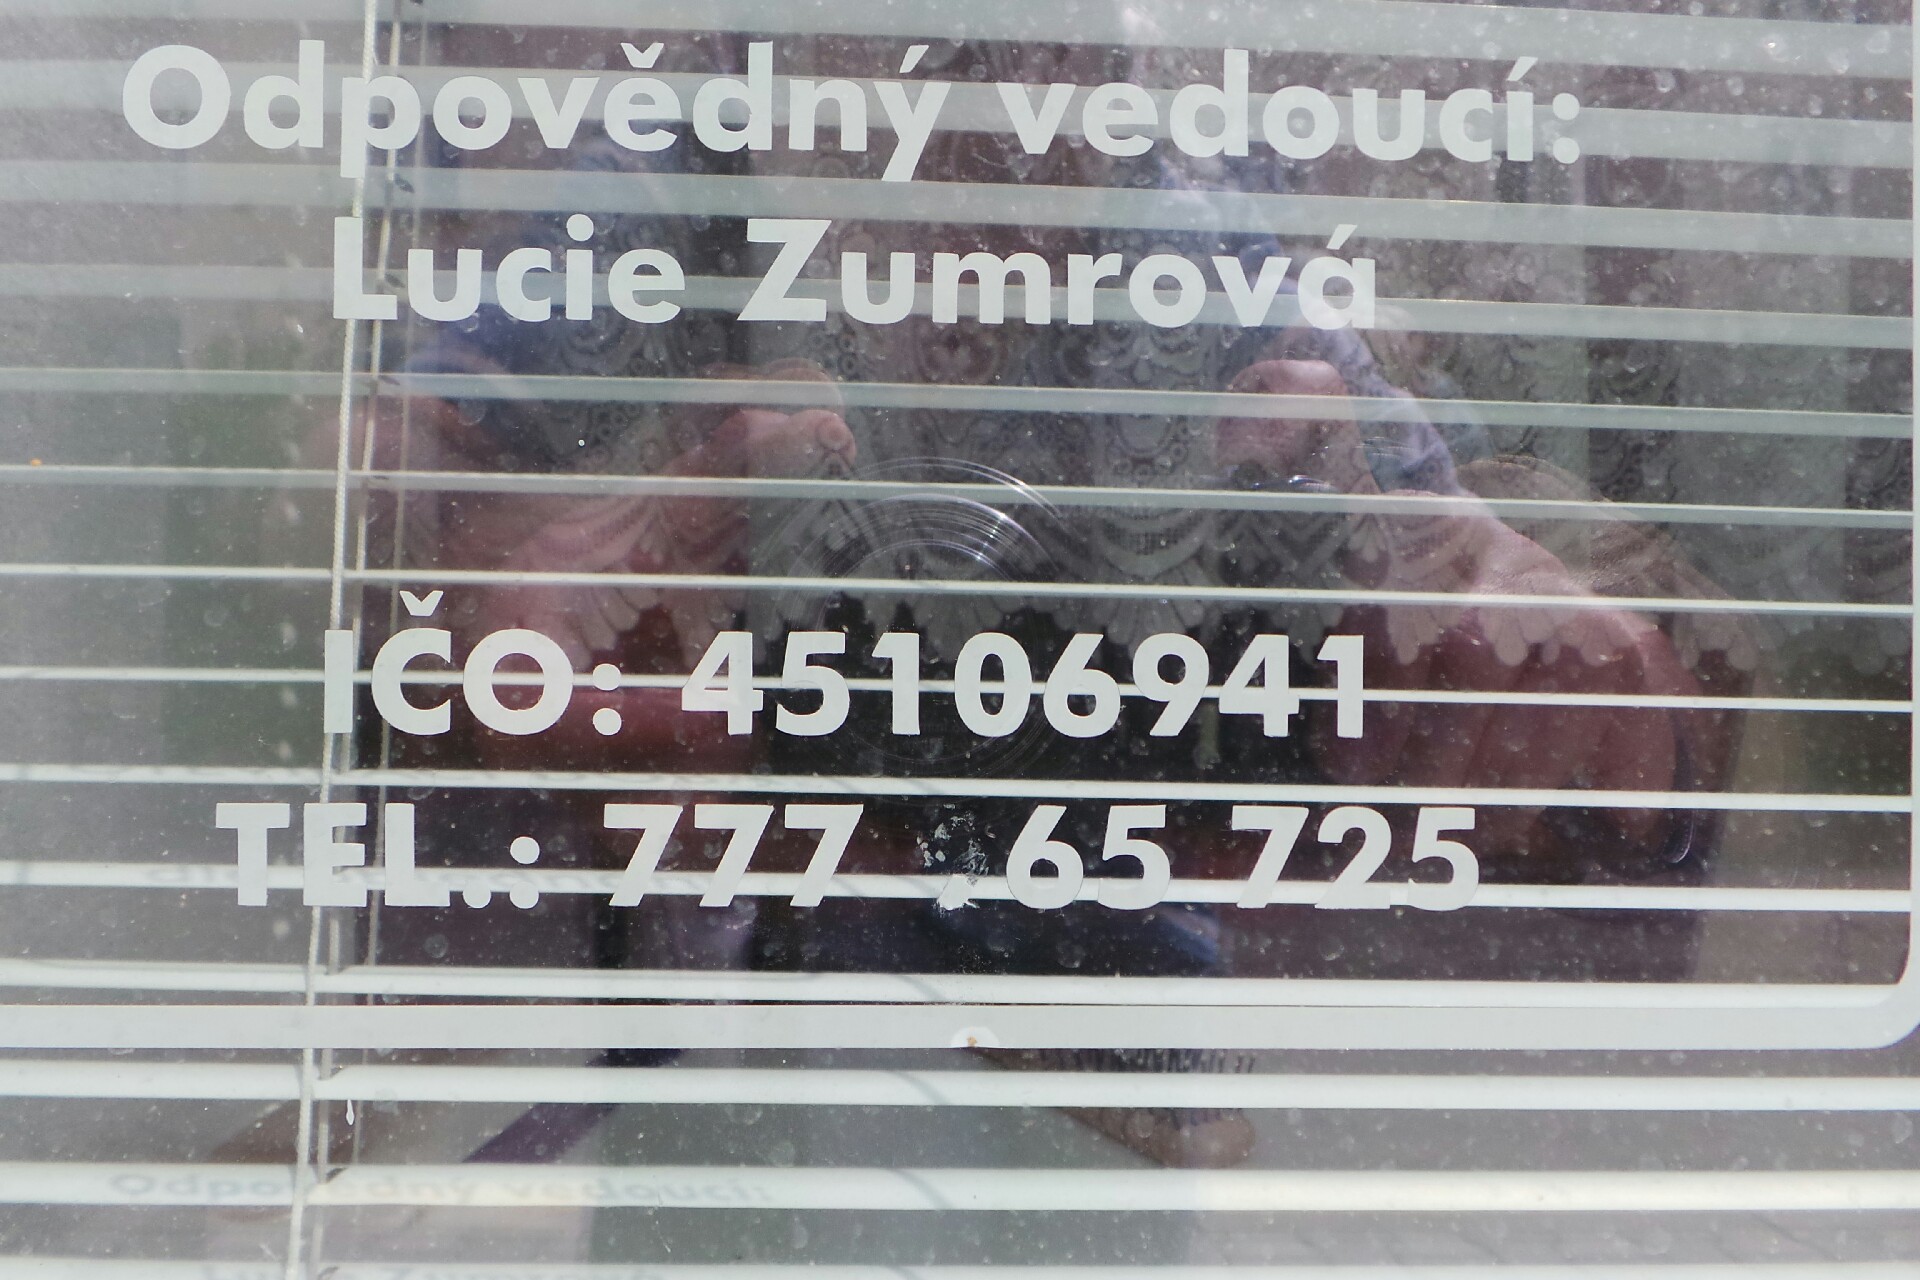 Odpovědný vedoucí:
Lucie Zumrová
IČO: 45106941
TEL.: 777 65 725